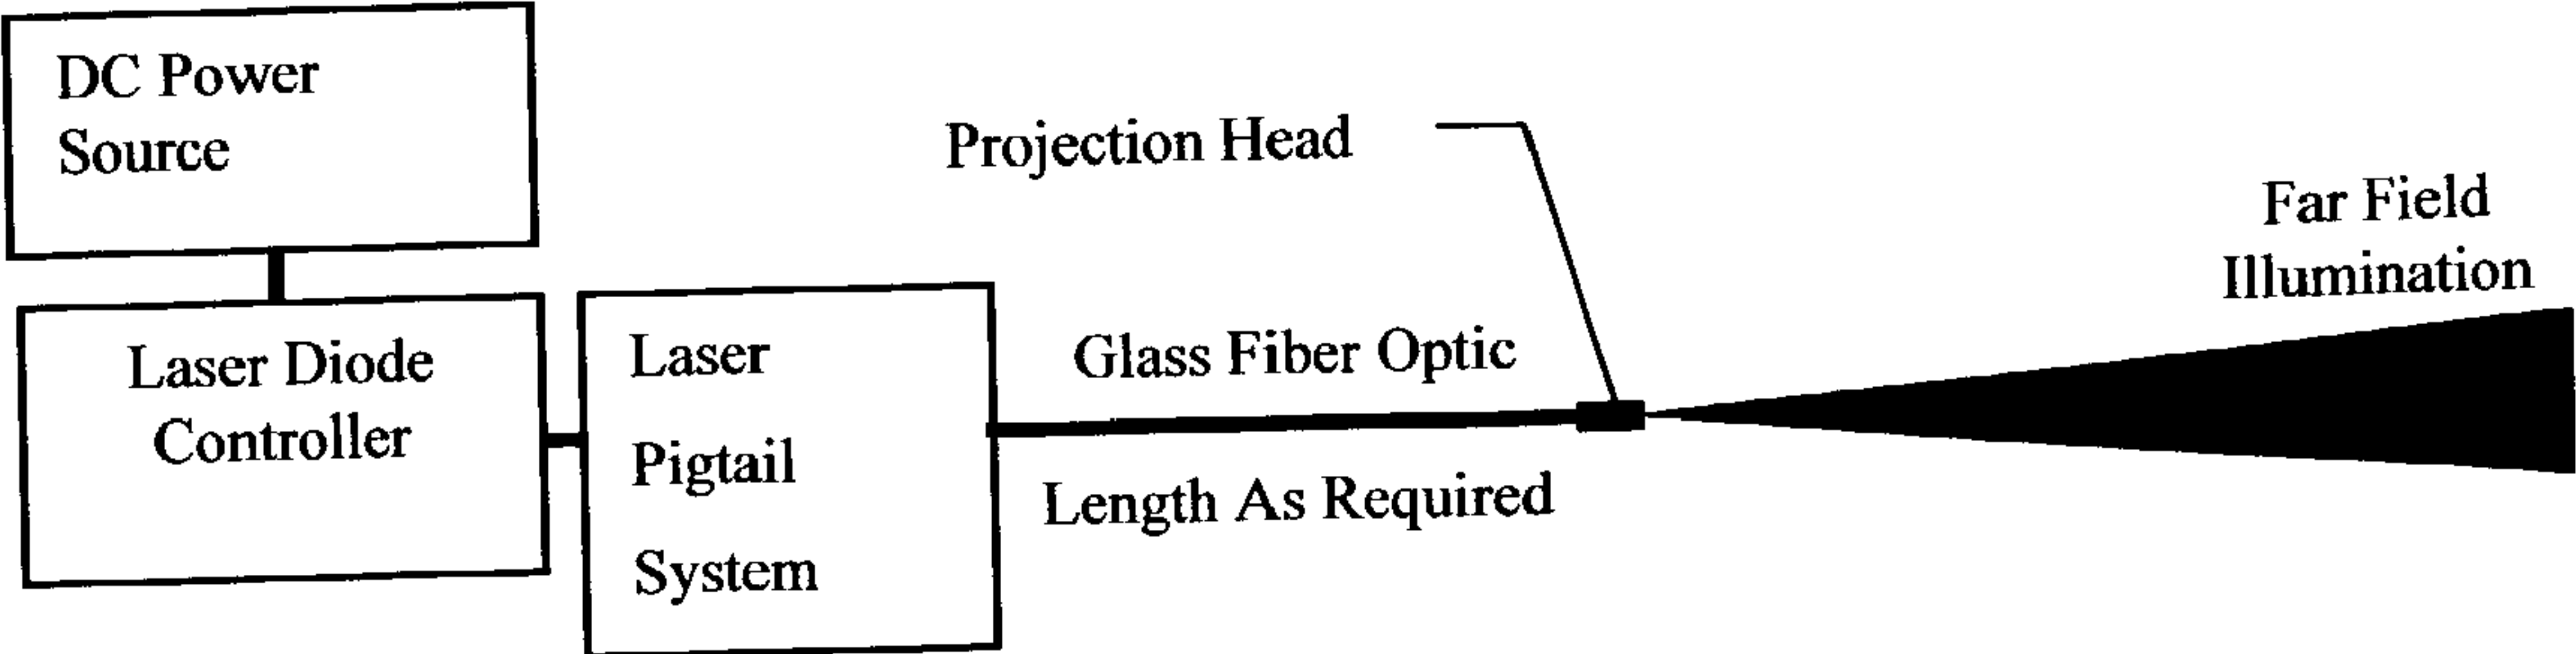 DC Power
Source
Laser Diode
Controller
Laser
Pigtail
System
Projection Head
Glass Fiber Optic
Length As Required
Far Field
Illumination